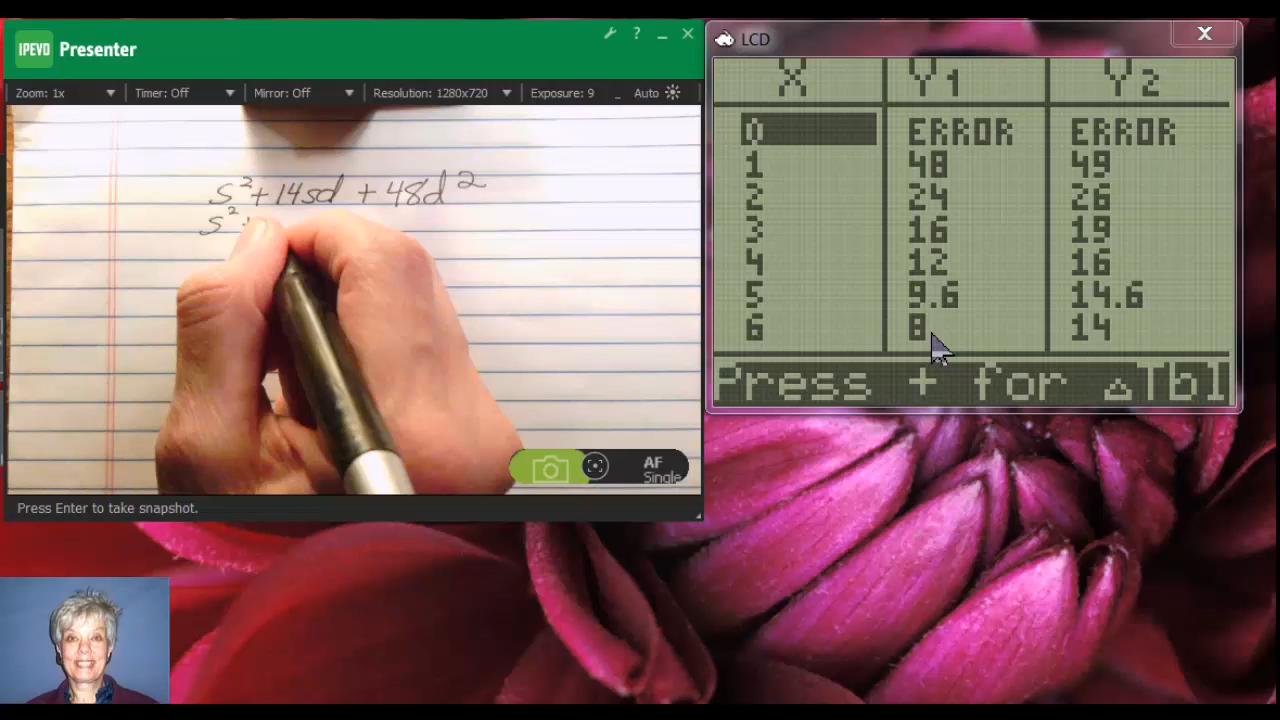 IPEVO Presenter
Zoom: 1x Timer: Off Mirror: Off Resolution: 1280x720 Exposure: 9 Auto
s²+14sd + 48d²
s² +
AF
Single
Press Enter to take snapshot.
LCD
X Y1 Y2
0 ERROR ERROR
1 48 49
2 24 26
3 16 19
4 12 16
5 9.6 14.6
6 8 14
Press + for △Tbl